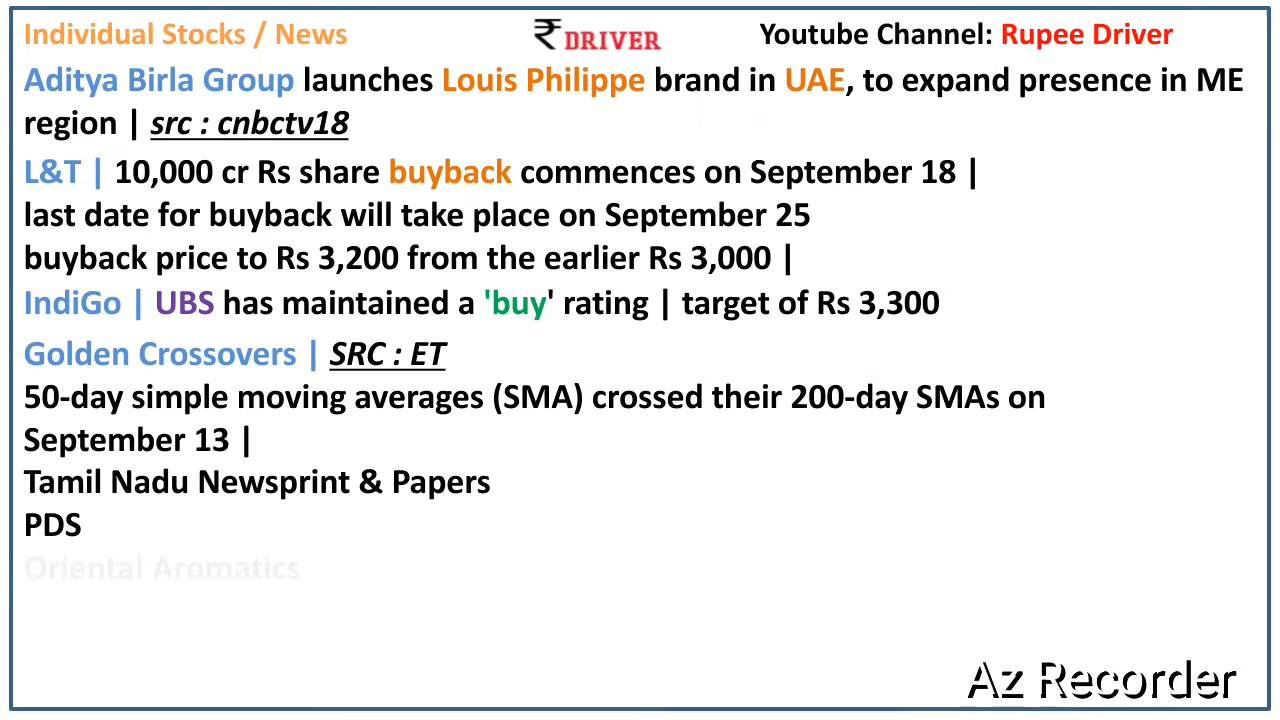 Individual Stocks / News
₹ DRIVER
Youtube Channel: Rupee Driver
Aditya Birla Group launches Louis Philippe brand in UAE, to expand presence in ME
region | src : cnbctv18
L&T | 10,000 cr Rs share buyback commences on September 18 |
last date for buyback will take place on September 25
buyback price to Rs 3,200 from the earlier Rs 3,000 |
IndiGo | UBS has maintained a 'buy' rating | target of Rs 3,300
Golden Crossovers | SRC : ET
50-day simple moving averages (SMA) crossed their 200-day SMAs on
September 13 |
Tamil Nadu Newsprint & Papers
PDS
Oriental Aromatics
Az Recorder